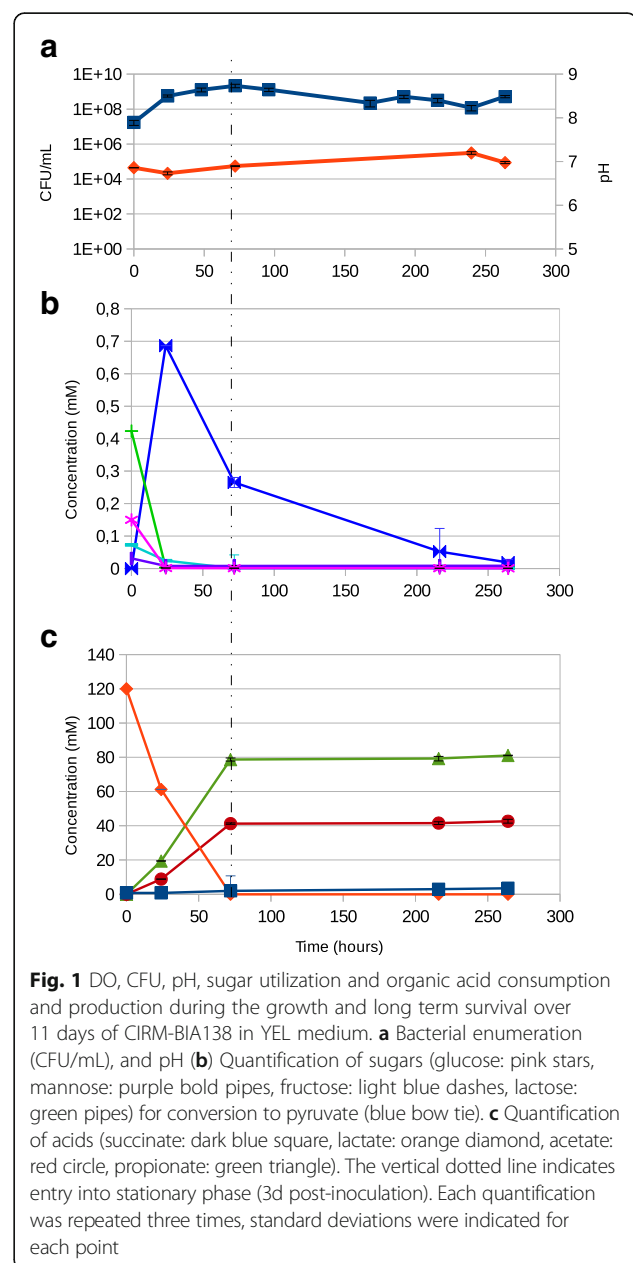 a
1E+10
1E+08
1E+06
1E+04
1E+02
1E+00
CFU/mL
9
8
7
6
5
pH
0 50 100 150 200 250 300
b
0,8
0,7
0,6
0,5
0,4
0,3
0,2
0,1
0
Concentration (mM)
0 50 100 150 200 250 300
c
140
120
100
80
60
40
20
0
Concentration (mM)
0 50 100 150 200 250 300
Time (hours)
Fig. 1 DO, CFU, pH, sugar utilization and organic acid consumption
and production during the growth and long term survival over
11 days of CIRM-BIA138 in YEL medium. a Bacterial enumeration
(CFU/mL), and pH (b) Quantification of sugars (glucose: pink stars,
mannose: purple bold pipes, fructose: light blue dashes, lactose:
green pipes) for conversion to pyruvate (blue bow tie). c Quantification
of acids (succinate: dark blue square, lactate: orange diamond, acetate:
red circle, propionate: green triangle). The vertical dotted line indicates
entry into stationary phase (3d post-inoculation). Each quantification
was repeated three times, standard deviations were indicated for
each point